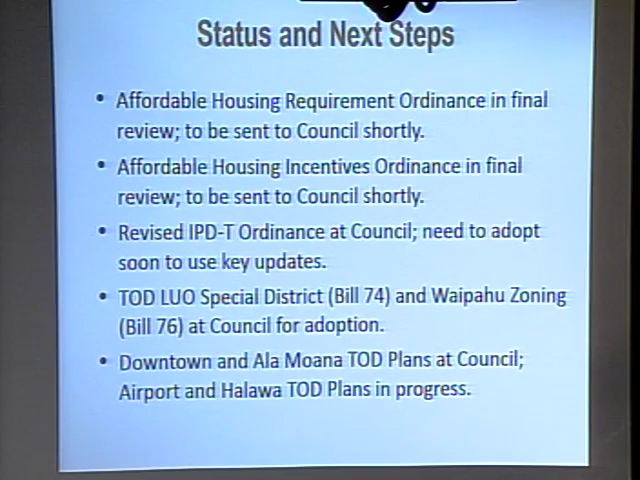 Status and Next Steps
• Affordable Housing Requirement Ordinance in final
review; to be sent to Council shortly.
• Affordable Housing Incentives Ordinance in final
review; to be sent to Council shortly.
• Revised IPD-T Ordinance at Council; need to adopt
soon to use key updates.
• TOD LUO Special District (Bill 74) and Waipahu Zoning
(Bill 76) at Council for adoption.
• Downtown and Ala Moana TOD Plans at Council;
Airport and Halawa TOD Plans in progress.